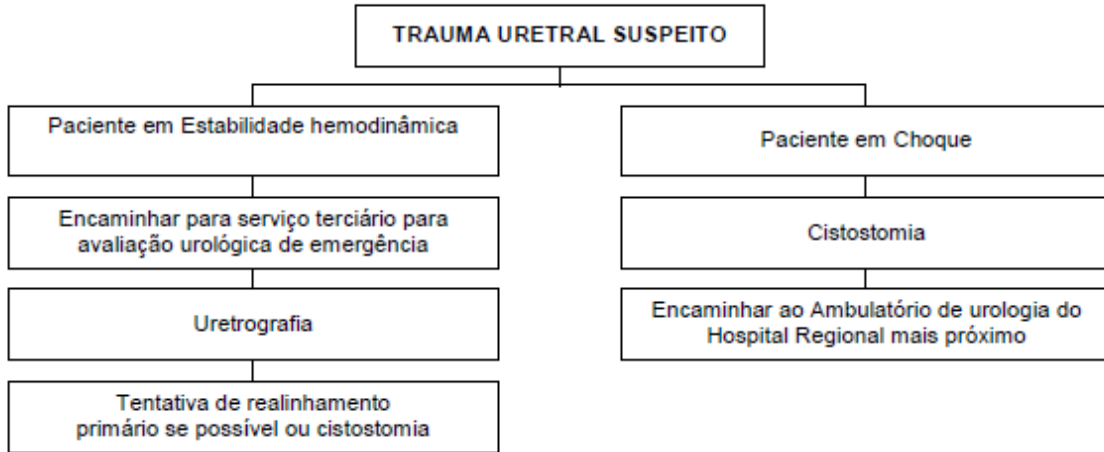 TRAUMA URETRAL SUSPEITO
Paciente em Estabilidade hemodinâmica
Paciente em Choque
Encaminhar para serviço terciário para
avaliação urológica de emergência
Cistostomia
Uretrografia
Encaminhar ao Ambulatório de urologia do
Hospital Regional mais próximo
Tentativa de realinhamento
primário se possível ou cistostomia